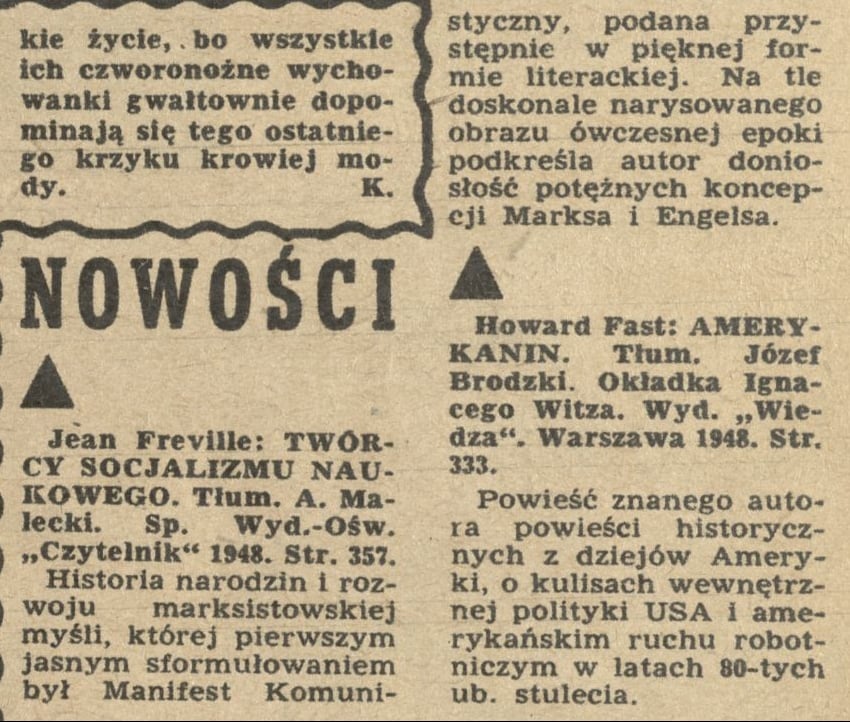 kie życie, bo wszystkie
ich czworonożne wycho-
wanki gwałtownie dopo-
minają się tego ostatnie-
go krzyku krowiej mo-
dy. K.
NOWOŚCI
Jean Freville: TWÓR-
CY SOCJALIZMU NAU-
KOWEGO. Tłum. A. Ma-
łecki. Sp. Wyd.-Ośw.
„Czytelnik“ 1948. Str. 357.
Historia narodzin i roz-
woju marksistowskiej
myśli, której pierwszym
jasnym sformułowaniem
był Manifest Komuni-
styczny, podana przy-
stępnie w pięknej for-
mie literackiej. Na tle
doskonale narysowanego
obrazu ówczesnej epoki
podkreśla autor donio-
słość potężnych koncep-
cji Marksa i Engelsa.
Howard Fast: AMERY-
KANIN. Tłum. Józef
Brodzki. Okładka Igna-
cego Witza. Wyd. „Wie-
dza“. Warszawa 1948. Str.
333.
Powieść znanego auto-
ra powieści historycz-
nych z dziejów Amery-
ki, o kulisach wewnętrz-
nej polityki USA i ame-
rykańskim ruchu robot-
niczym w latach 80-tych
ub. stulecia.